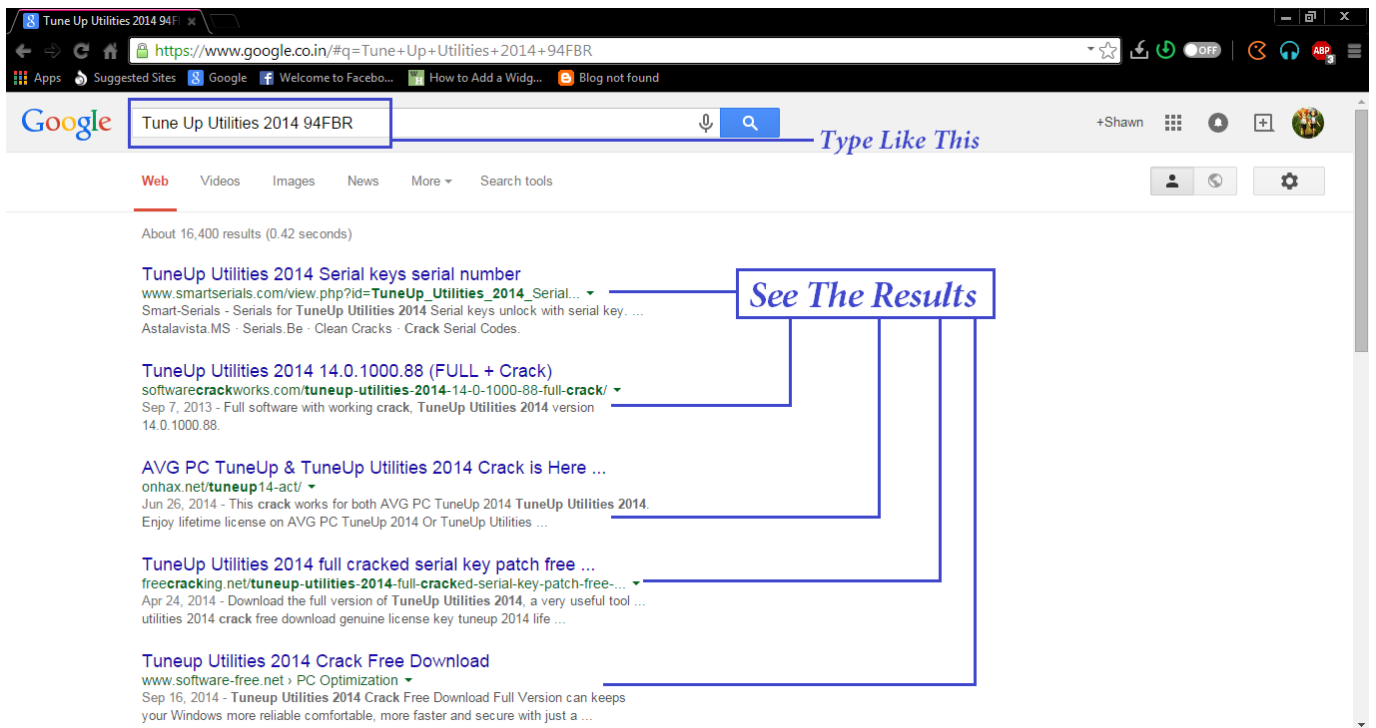 Tune Up Utilities 2014 94F
https://www.google.co.in/#q=Tune+Up+Utilities+2014+94FBR
OFF
ABP
3
Apps Suggested Sites Google Welcome to Facebo... How to Add a Widg... Blog not found
Google
Tune Up Utilities 2014 94FBR
Type Like This
+Shawn
Web Videos Images News More Search tools
About 16,400 results (0.42 seconds)
TuneUp Utilities 2014 Serial keys serial number
www.smartserials.com/view.php?id=TuneUp_Utilities_2014_Serial...
Smart-Serials - Serials for TuneUp Utilities 2014 Serial keys unlock with serial key. ...
Astalavista.MS · Serials.Be · Clean Cracks · Crack Serial Codes.
See The Results
TuneUp Utilities 2014 14.0.1000.88 (FULL + Crack)
softwarecrackworks.com/tuneup-utilities-2014-14-0-1000-88-full-crack/
Sep 7, 2013 - Full software with working crack, TuneUp Utilities 2014 version
14.0.1000.88.
AVG PC TuneUp & TuneUp Utilities 2014 Crack is Here ...
onhax.net/tuneup14-act/
Jun 26, 2014 - This crack works for both AVG PC TuneUp 2014 TuneUp Utilities 2014.
Enjoy lifetime license on AVG PC TuneUp 2014 Or TuneUp Utilities ...
TuneUp Utilities 2014 full cracked serial key patch free ...
freecracking.net/tuneup-utilities-2014-full-cracked-serial-key-patch-free-...
Apr 24, 2014 - Download the full version of TuneUp Utilities 2014, a very useful tool ...
utilities 2014 crack free download genuine license key tuneup 2014 life ...
Tuneup Utilities 2014 Crack Free Download
www.software-free.net › PC Optimization
Sep 16, 2014 - Tuneup Utilities 2014 Crack Free Download Full Version can keeps
your Windows more reliable comfortable, more faster and secure with just a ...